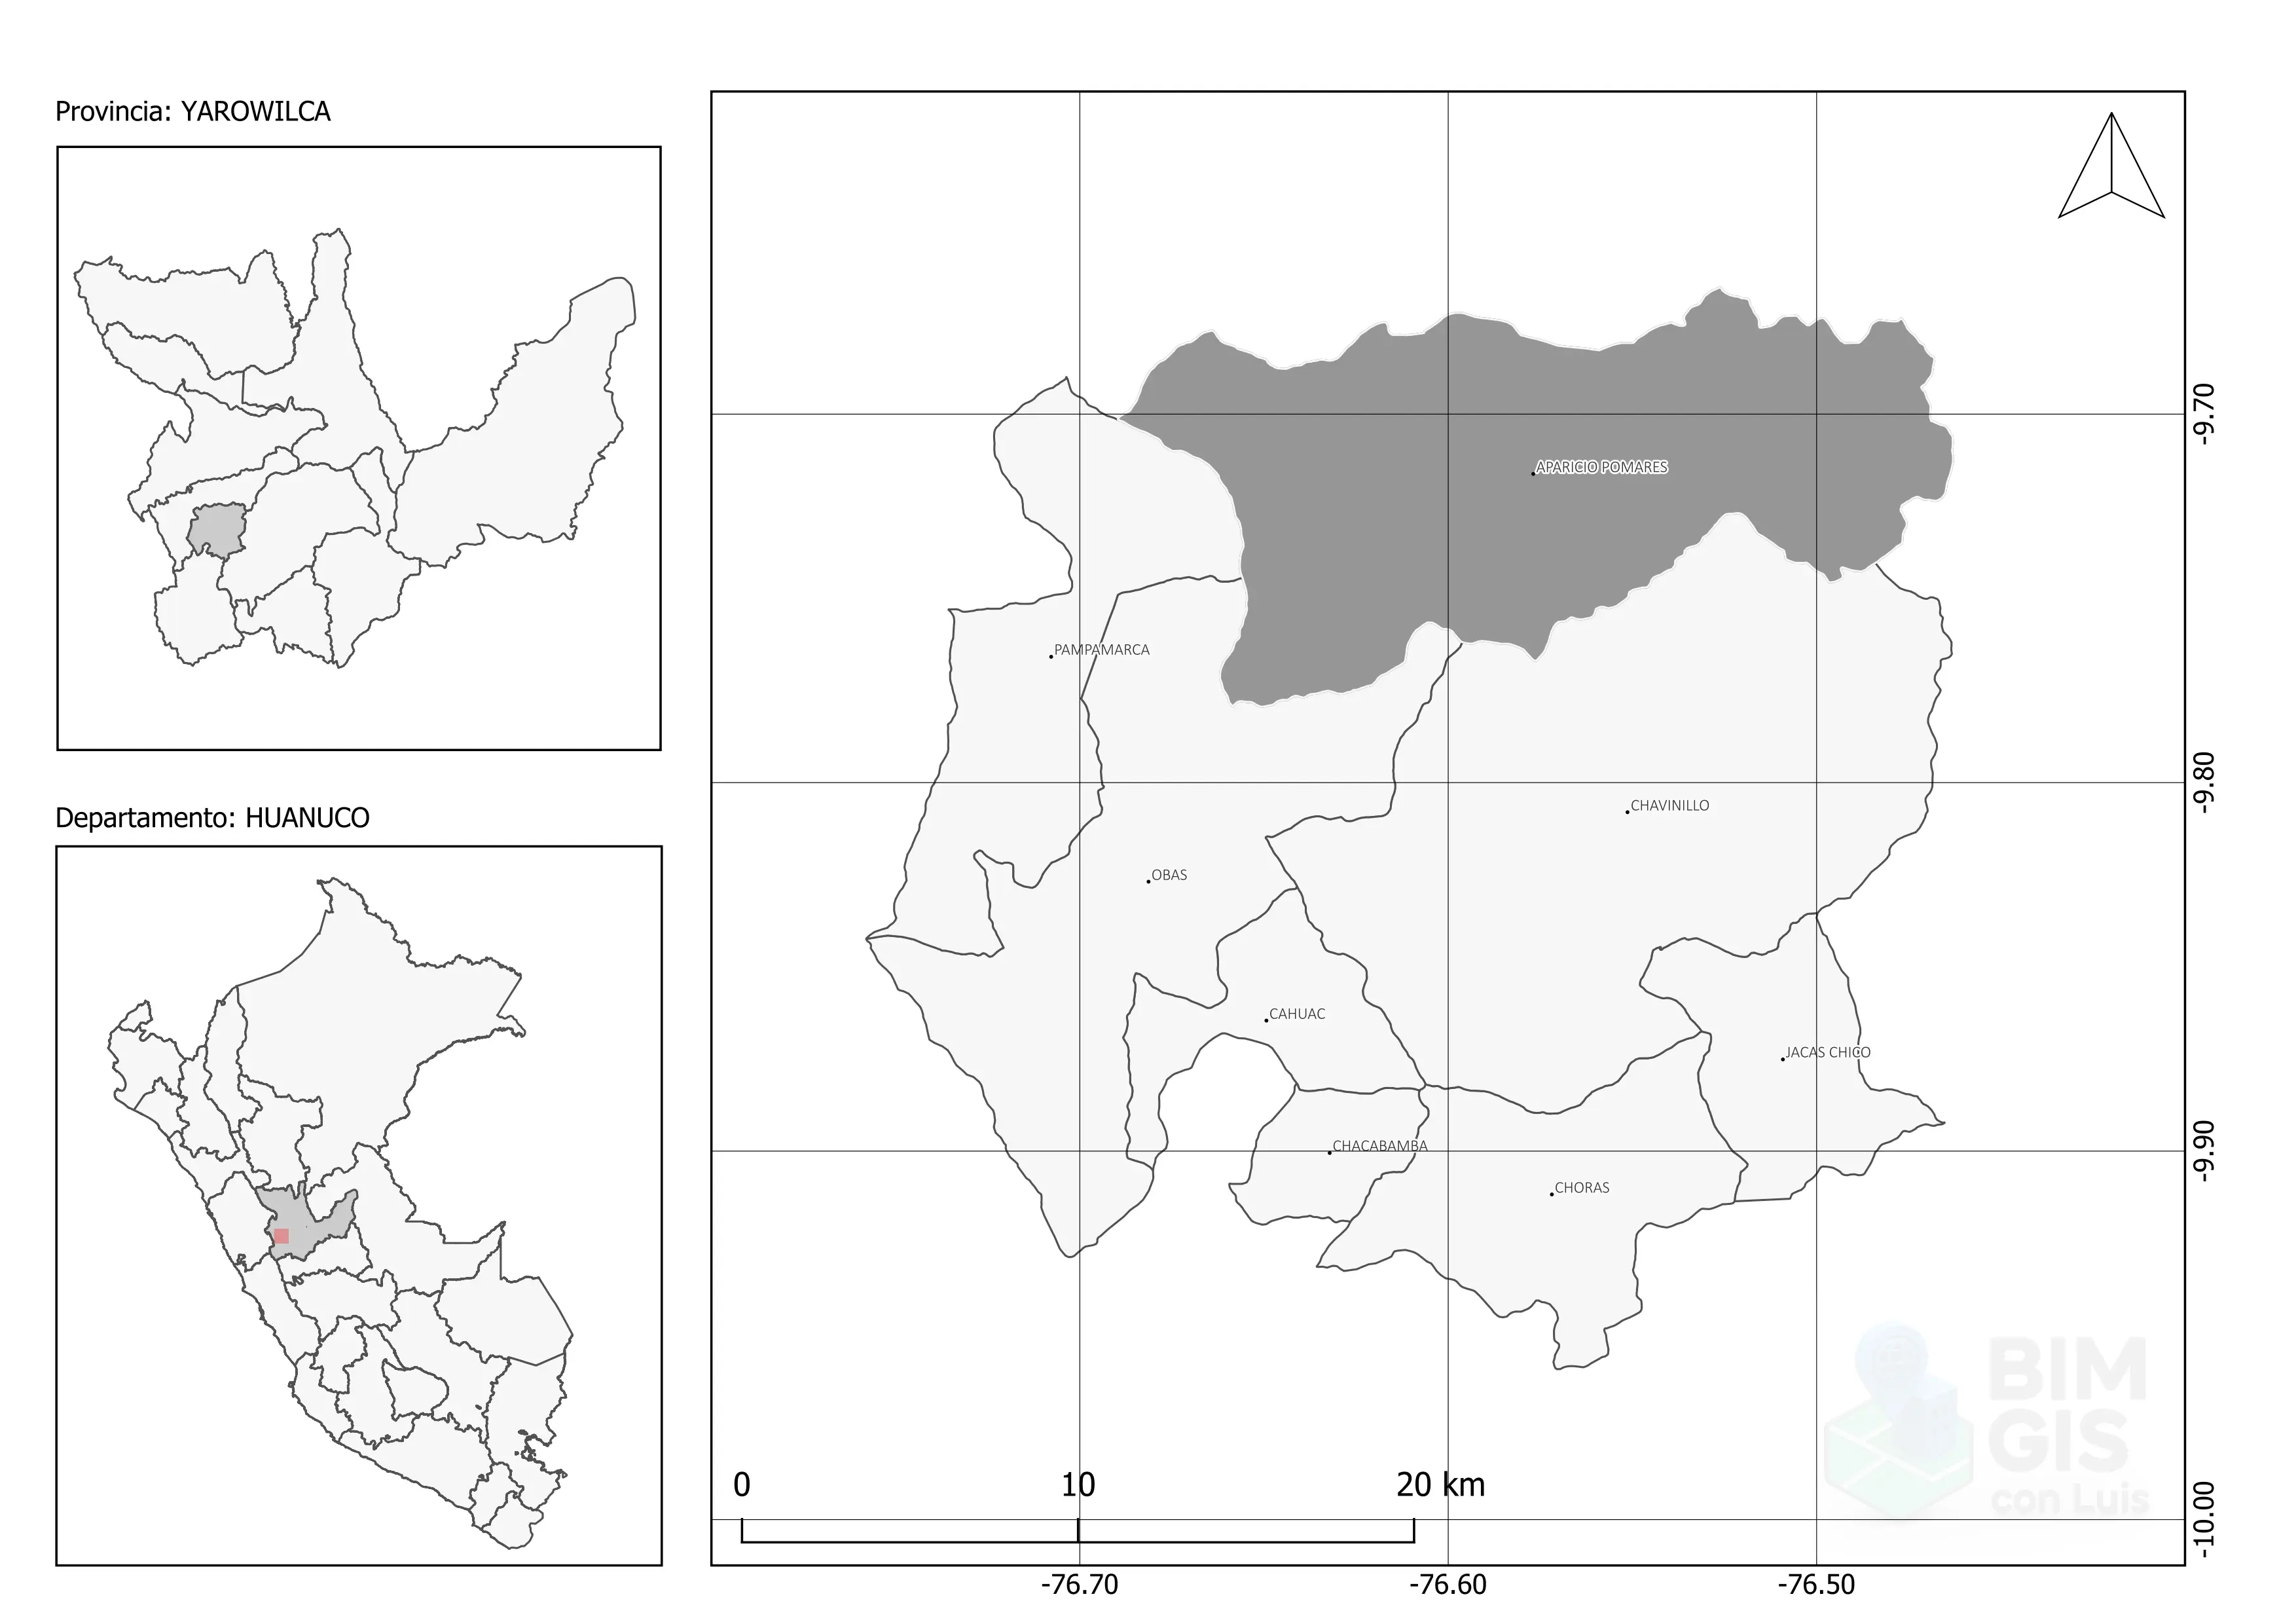 Provincia: YAROWILCA
Departamento: HUANUCO
APARICIO POMARES
PAMPAMARCA
CHAVINILLO
OBAS
CAHUAC
JACAS CHICO
CHACABAMBA
CHORAS
-9.70
-9.80
-9.90
-10.00
BIM
GIS
con Luis
0 10 20 km
-76.70 -76.60 -76.50